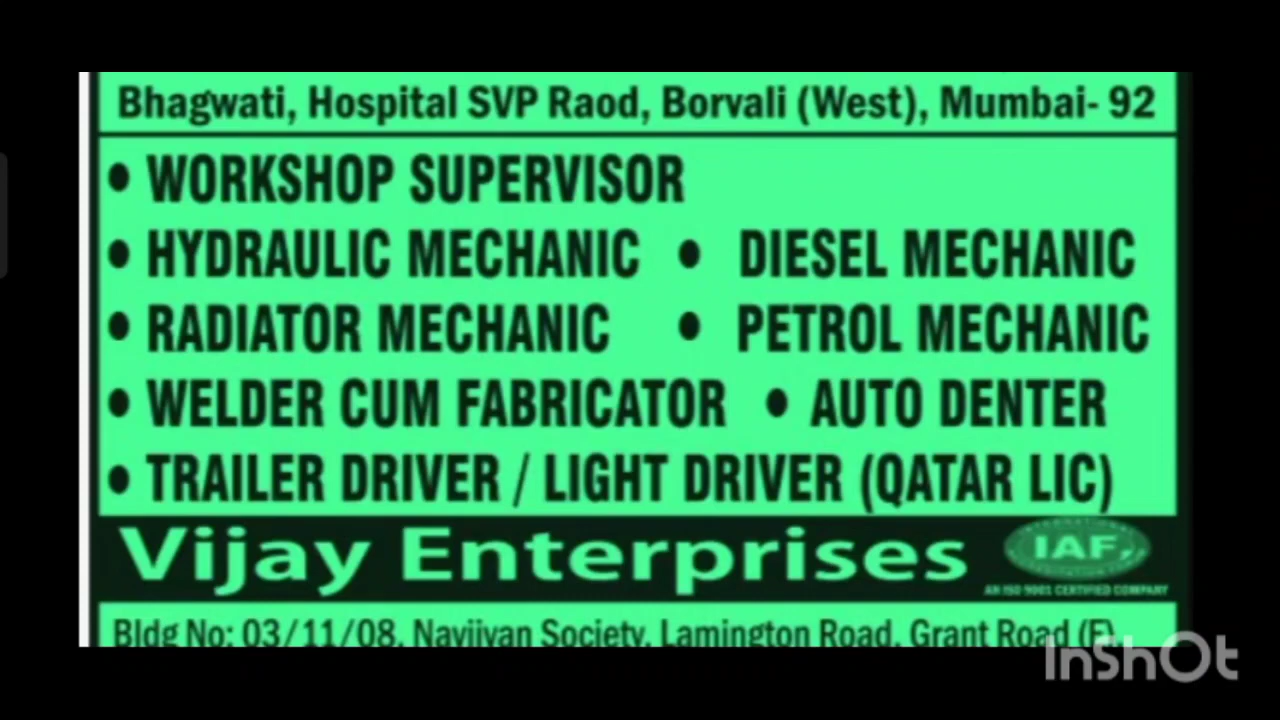 Bhagwati, Hospital SVP Raod, Borvali (West), Mumbai- 92
• WORKSHOP SUPERVISOR
• HYDRAULIC MECHANIC • DIESEL MECHANIC
• RADIATOR MECHANIC • PETROL MECHANIC
• WELDER CUM FABRICATOR • AUTO DENTER
• TRAILER DRIVER / LIGHT DRIVER (QATAR LIC)
Vijay Enterprises
IAF
AN ISO 9001 CERTIFIED COMPANY
Bldg No: 03/11/08, Navjivan Society, Lamington Road, Grant Road (E),
InShOt